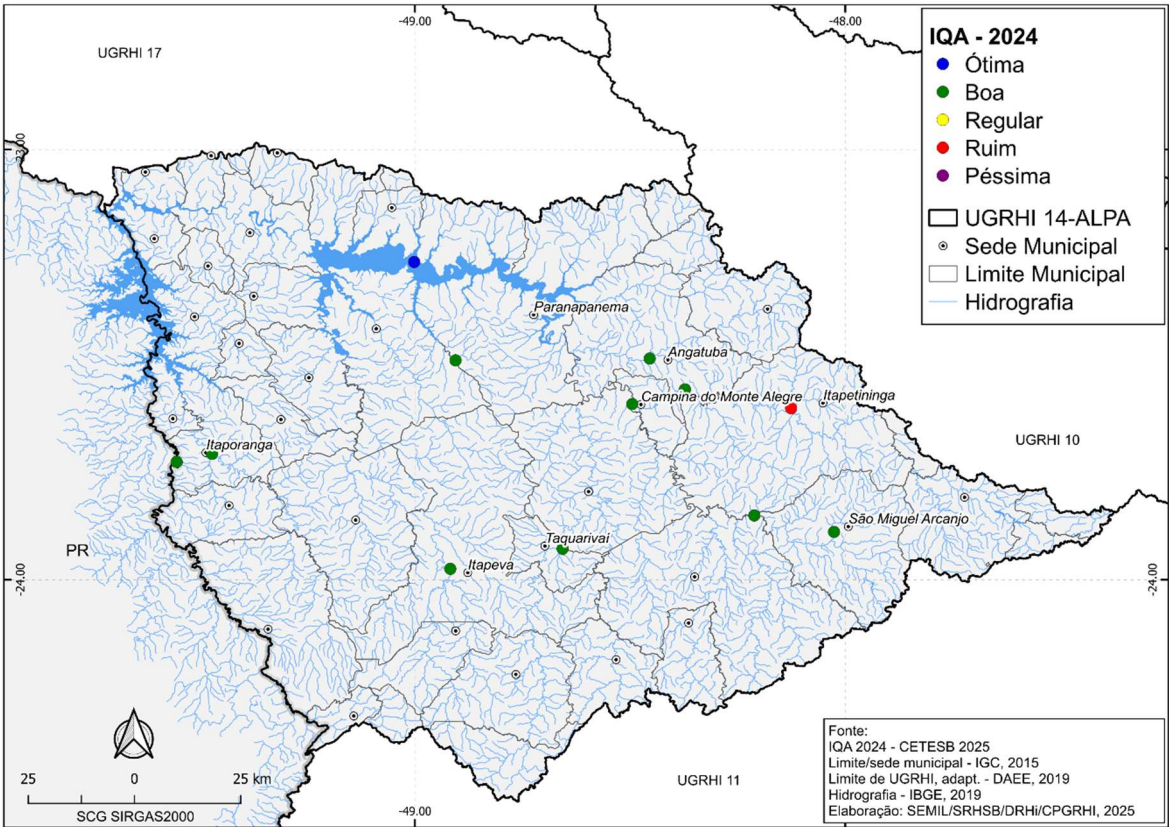 -49.00
-48.00
UGRHI 17
IQA - 2024
Ótima
Boa
Regular
Ruim
Péssima
UGRHI 14-ALPA
Sede Municipal
Limite Municipal
Hidrografia
Paranapanema
Angatuba
Campina do Monte Alegre
Itapetininga
UGRHI 10
Itaporanga
São Miguel Arcanjo
PR
Taquarivaí
Itapeva
-24.00
-24.00
UGRHI 11
25 0 25 km
SCG SIRGAS2000
-49.00
Fonte:
IQA 2024 - CETESB 2025
Limite/sede municipal - IGC, 2015
Limite de UGRHI, adapt. - DAEE, 2019
Hidrografia - IBGE, 2019
Elaboração: SEMIL/SRHSB/DRHi/CPGRHI, 2025